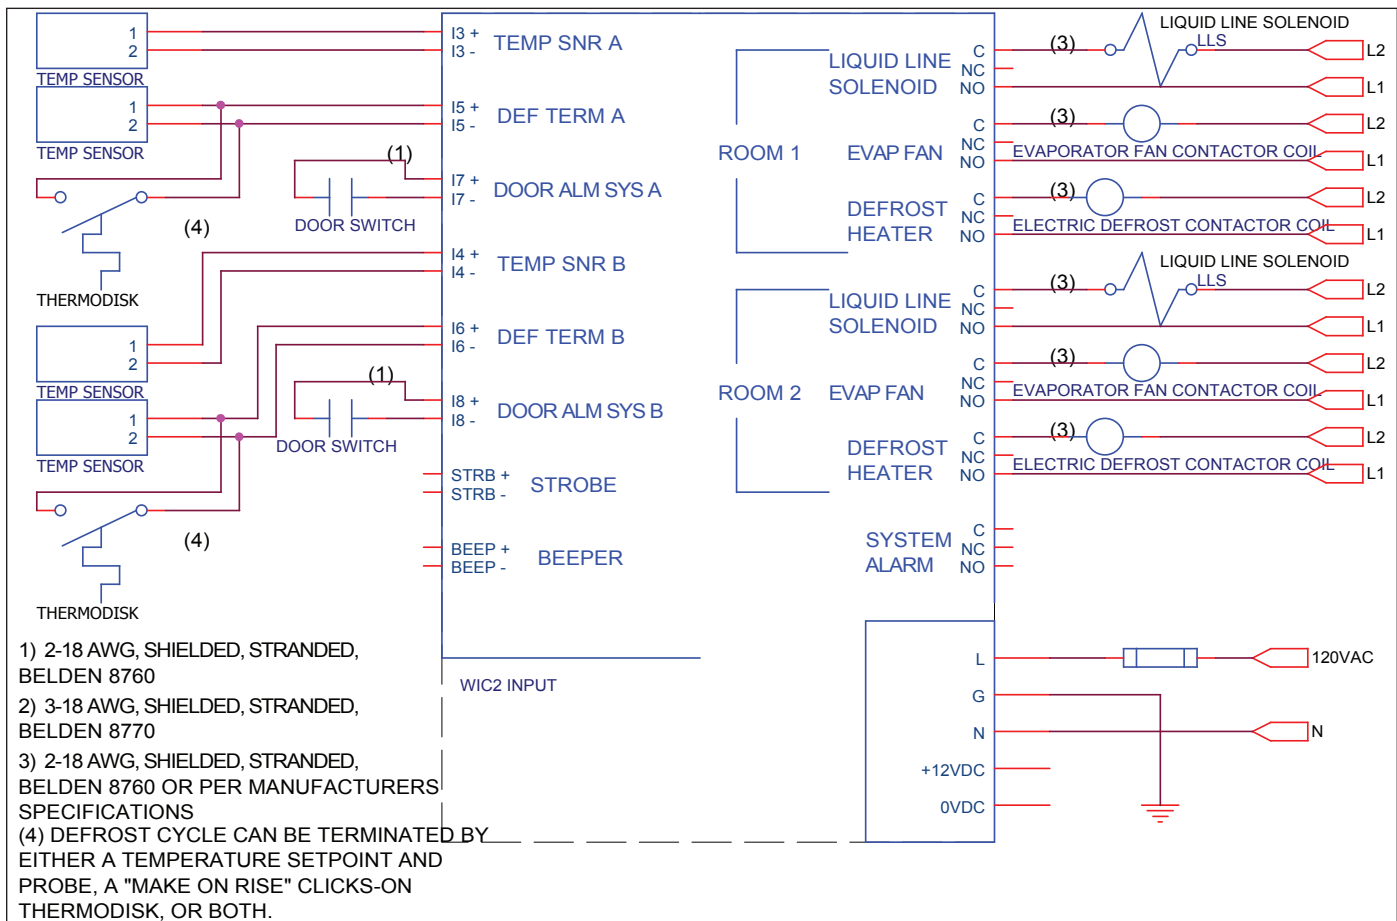 1
2
TEMP SENSOR
1
2
TEMP SENSOR
(4)
THERMODISK
1
2
TEMP SENSOR
1
2
TEMP SENSOR
(4)
THERMODISK
(1)
DOOR SWITCH
(1)
DOOR SWITCH
I3 +
I3 -
TEMP SNR A
I5 +
I5 -
DEF TERM A
I7 +
I7 -
DOOR ALM SYS A
I4 +
I4 -
TEMP SNR B
I6 +
I6 -
DEF TERM B
I8 +
I8 -
DOOR ALM SYS B
STRB +
STRB -
STROBE
BEEP +
BEEP -
BEEPER
WIC2 INPUT
ROOM 1
LIQUID LINE
SOLENOID
C
NC
NO
EVAP FAN
C
NC
NO
DEFROST
HEATER
C
NC
NO
ROOM 2
LIQUID LINE
SOLENOID
C
NC
NO
EVAP FAN
C
NC
NO
DEFROST
HEATER
C
NC
NO
SYSTEM
ALARM
C
NC
NO
(3)
LIQUID LINE SOLENOID
LLS
L2
L1
(3)
L2
EVAPORATOR FAN CONTACTOR COIL
L1
(3)
L2
ELECTRIC DEFROST CONTACTOR COIL
L1
(3)
LIQUID LINE SOLENOID
LLS
L2
L1
(3)
L2
EVAPORATOR FAN CONTACTOR COIL
L1
(3)
L2
ELECTRIC DEFROST CONTACTOR COIL
L1
L
120VAC
G
N
N
+12VDC
0VDC
1) 2-18 AWG, SHIELDED, STRANDED,
BELDEN 8760
2) 3-18 AWG, SHIELDED, STRANDED,
BELDEN 8770
3) 2-18 AWG, SHIELDED, STRANDED,
BELDEN 8760 OR PER MANUFACTURERS
SPECIFICATIONS
(4) DEFROST CYCLE CAN BE TERMINATED BY
EITHER A TEMPERATURE SETPOINT AND
PROBE, A "MAKE ON RISE" CLICKS-ON
THERMODISK, OR BOTH.